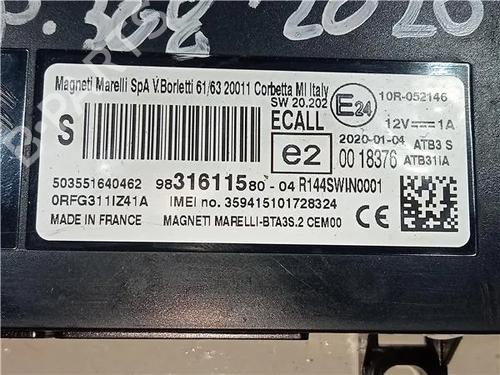 Magneti Marelli SpA V.Borletti 61/63 20011 Corbetta MI Italy
SW 20.202
E24
10R-052146
12V 1A
S
ECALL
2020-01-04 ATB3 S
e2
00 18376 ATB31iA
503551640462
9831611580-04 R144SWIN0001
0RFG311IZ41A
IMEI no. 359415101728324
MADE IN FRANCE
MAGNETI MARELLI-BTA3S.2 CEM00
CE
B-PARTS